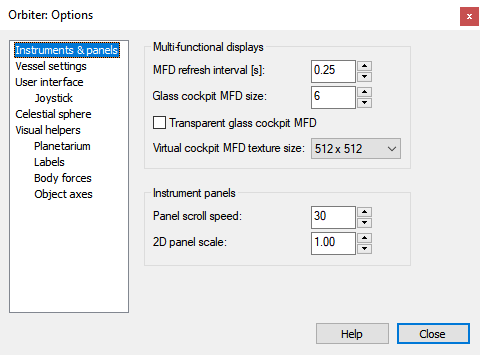 Orbiter: Options
Instruments & panels
Vessel settings
User interface
Joystick
Celestial sphere
Visual helpers
Planetarium
Labels
Body forces
Object axes
Multi-functional displays
MFD refresh interval [s]: 0.25
Glass cockpit MFD size: 6
Transparent glass cockpit MFD
Virtual cockpit MFD texture size: 512 x 512
Instrument panels
Panel scroll speed: 30
2D panel scale: 1.00
Help Close